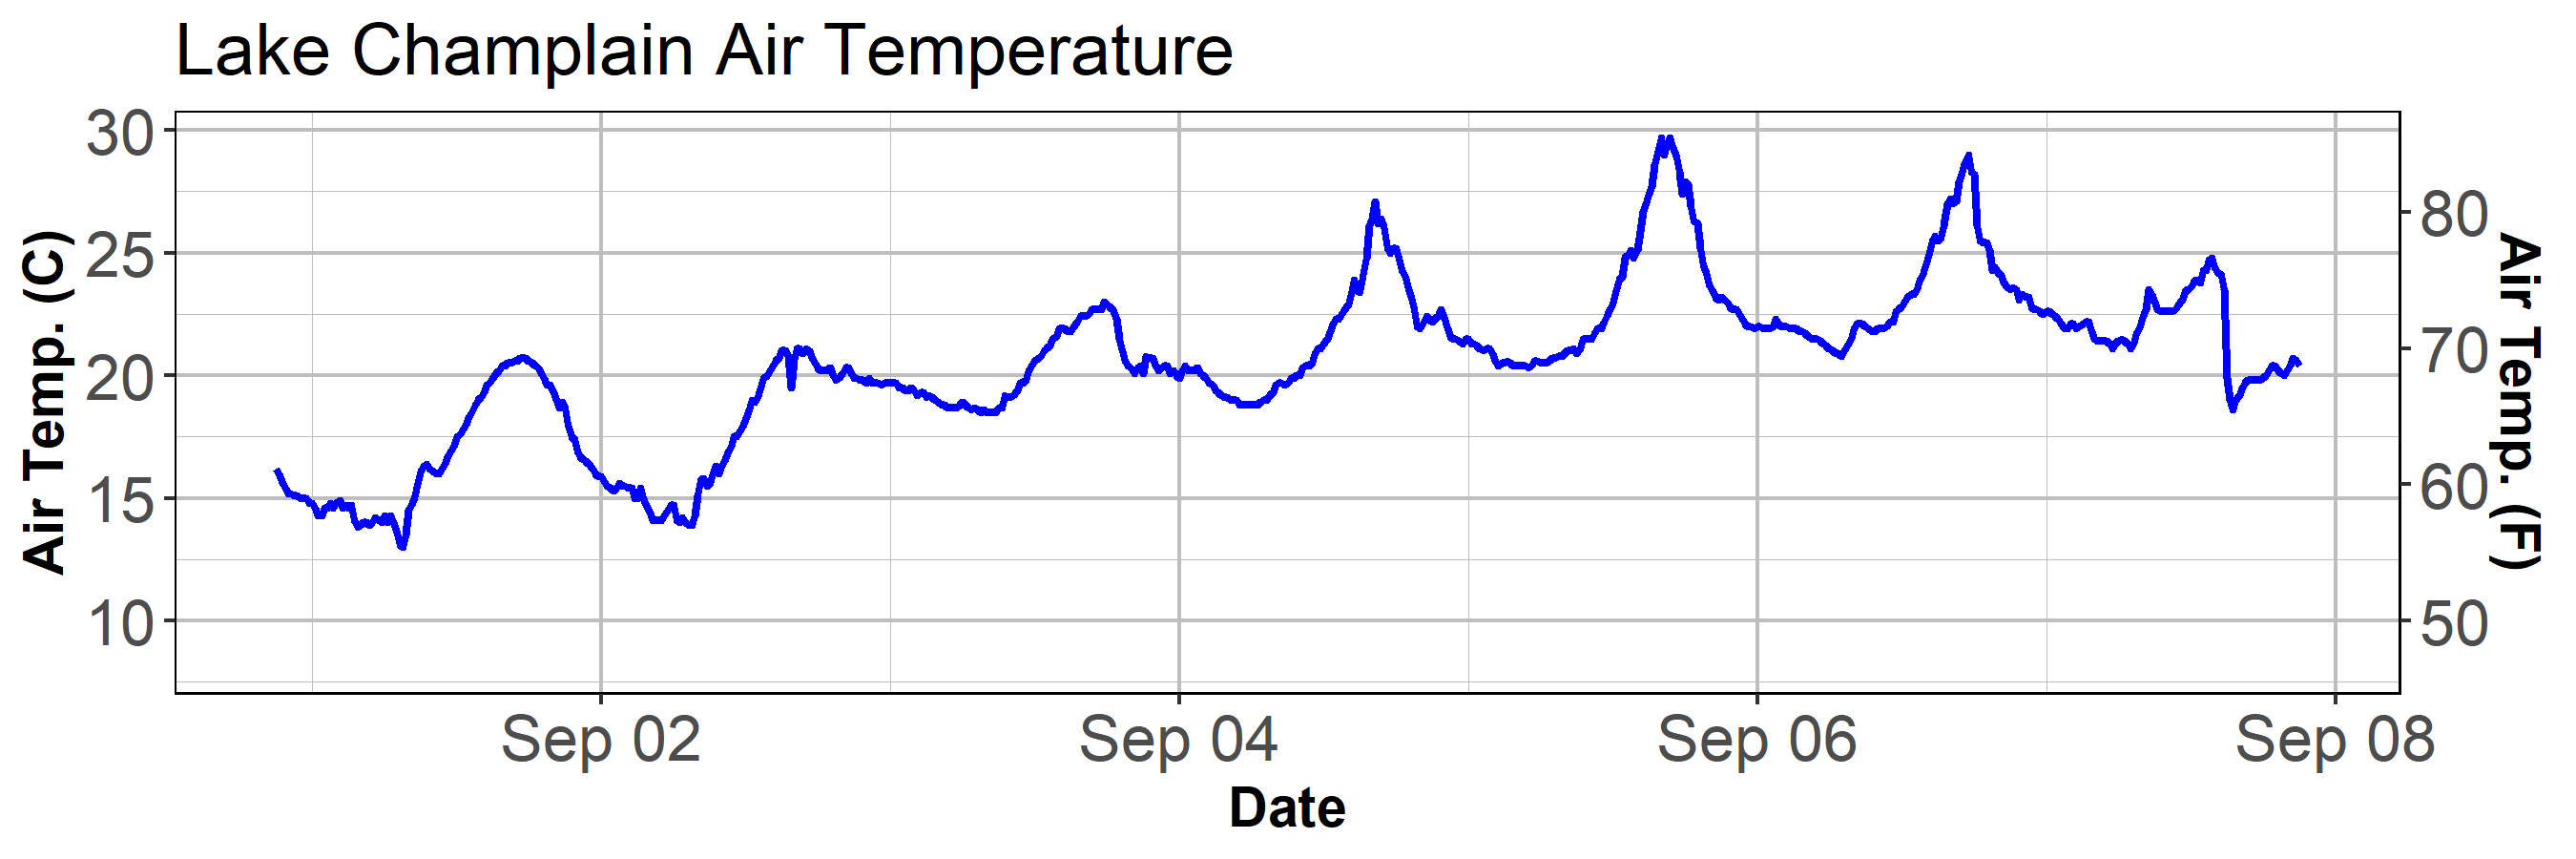 Lake Champlain Air Temperature
Air Temp. (C)
30
25
20
15
10
80
70
60
50
Air Temp. (F)
Sep 02 Sep 04 Sep 06 Sep 08
Date